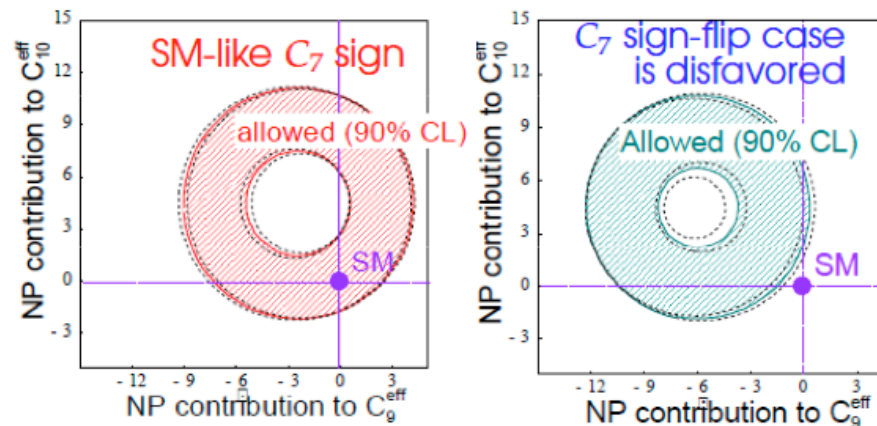 SM-like C₇ sign
allowed (90% CL)
SM
NP contribution to C₁₀ᵉᶠᶠ
15
12
9
6
3
0
- 3
- 12
- 9
- 6
- 3
0
3
NP contribution to C₉ᵉᶠᶠ
C₇ sign-flip case
is disfavored
Allowed (90% CL)
SM
NP contribution to C₁₀ᵉᶠᶠ
15
12
9
6
3
0
- 3
- 12
- 9
- 6
- 3
0
3
NP contribution to C₉ᵉᶠᶠ